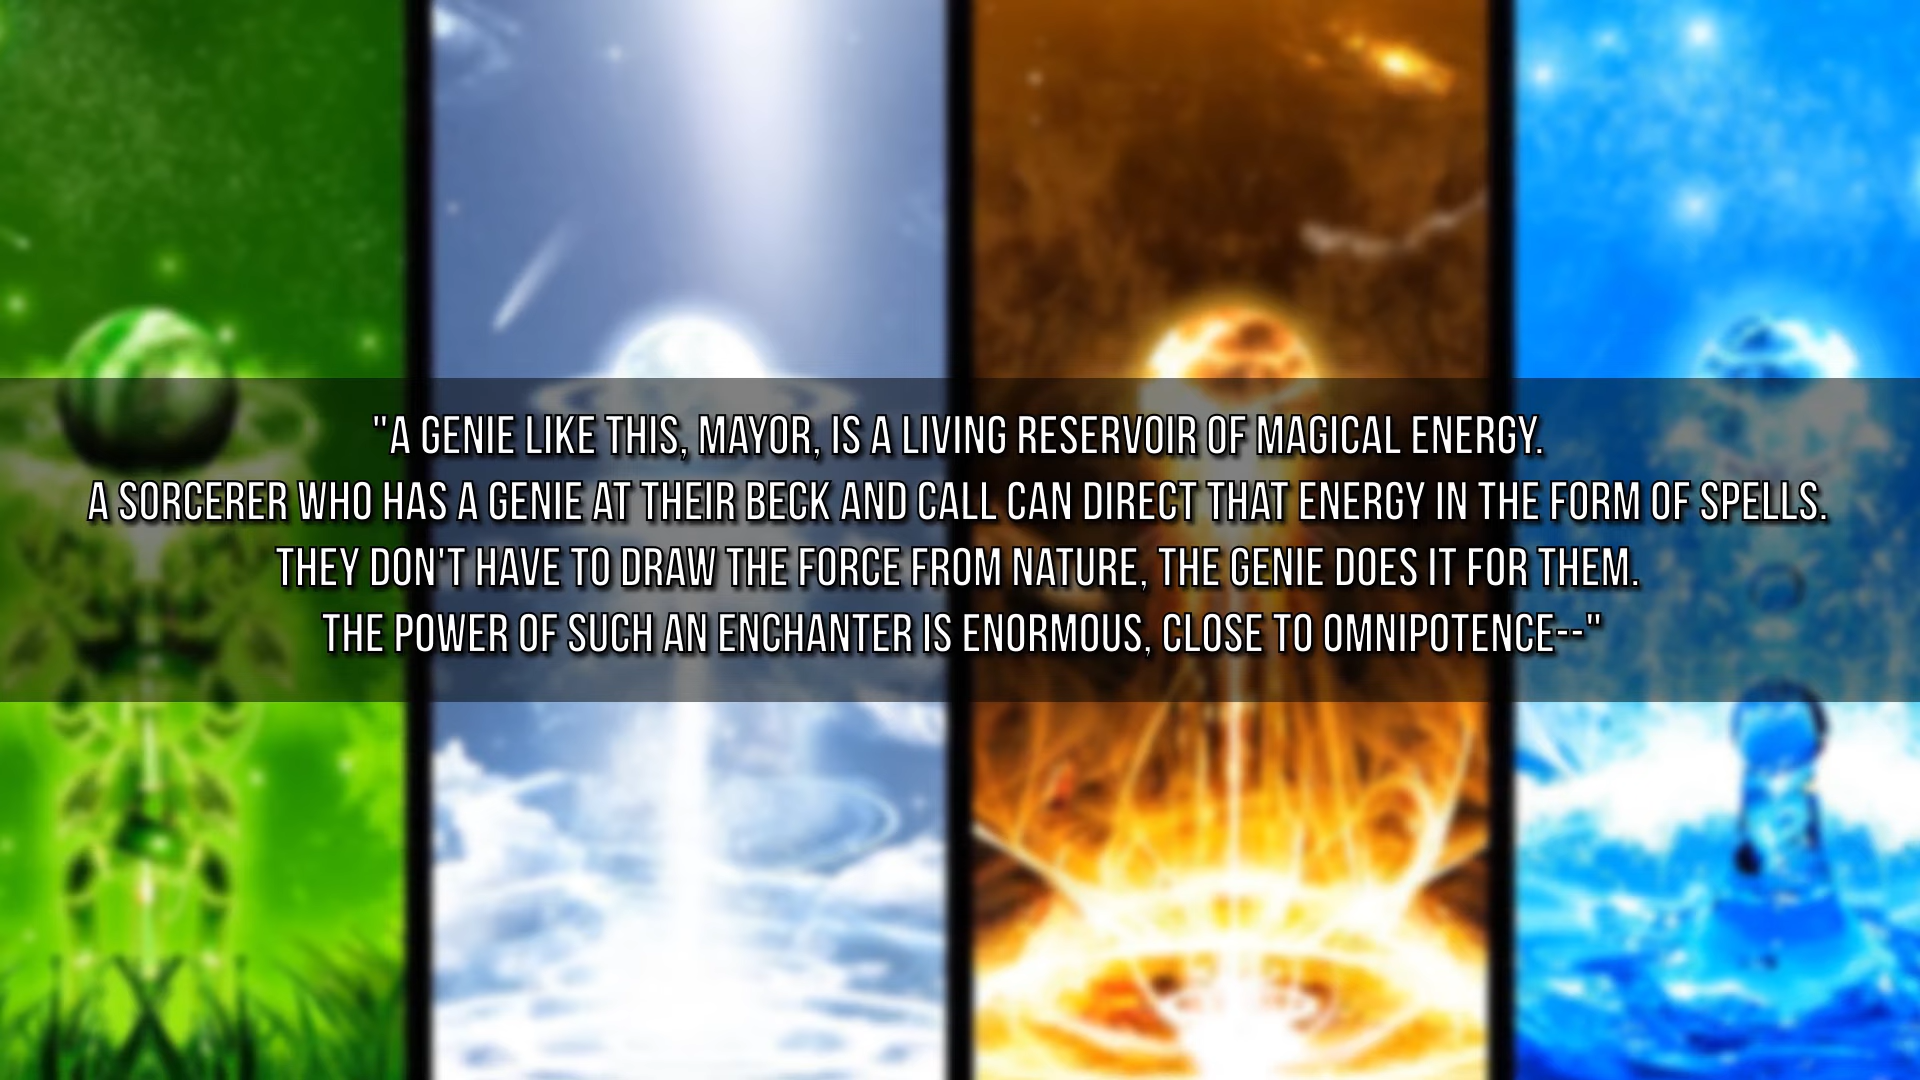 "A GENIE LIKE THIS, MAYOR, IS A LIVING RESERVOIR OF MAGICAL ENERGY.
A SORCERER WHO HAS A GENIE AT THEIR BECK AND CALL CAN DIRECT THAT ENERGY IN THE FORM OF SPELLS.
THEY DON'T HAVE TO DRAW THE FORCE FROM NATURE, THE GENIE DOES IT FOR THEM.
THE POWER OF SUCH AN ENCHANTER IS ENORMOUS, CLOSE TO OMNIPOTENCE--"